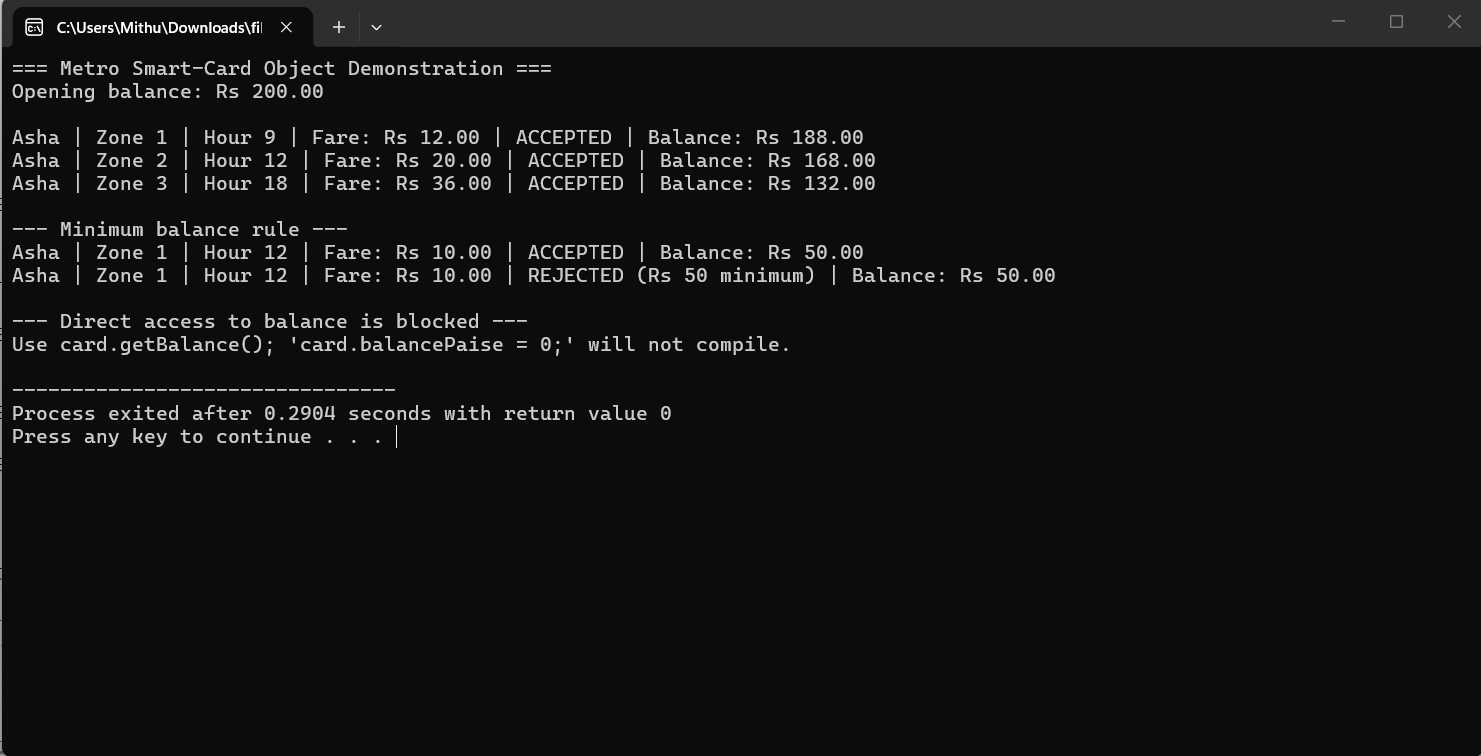 C:\Users\Mithu\Downloads\fil
=== Metro Smart-Card Object Demonstration ===
Opening balance: Rs 200.00
Asha | Zone 1 | Hour 9 | Fare: Rs 12.00 | ACCEPTED | Balance: Rs 188.00
Asha | Zone 2 | Hour 12 | Fare: Rs 20.00 | ACCEPTED | Balance: Rs 168.00
Asha | Zone 3 | Hour 18 | Fare: Rs 36.00 | ACCEPTED | Balance: Rs 132.00
--- Minimum balance rule ---
Asha | Zone 1 | Hour 12 | Fare: Rs 10.00 | ACCEPTED | Balance: Rs 50.00
Asha | Zone 1 | Hour 12 | Fare: Rs 10.00 | REJECTED (Rs 50 minimum) | Balance: Rs 50.00
--- Direct access to balance is blocked ---
Use card.getBalance(); 'card.balancePaise = 0;' will not compile.
--------------------------------
Process exited after 0.2904 seconds with return value 0
Press any key to continue . . .